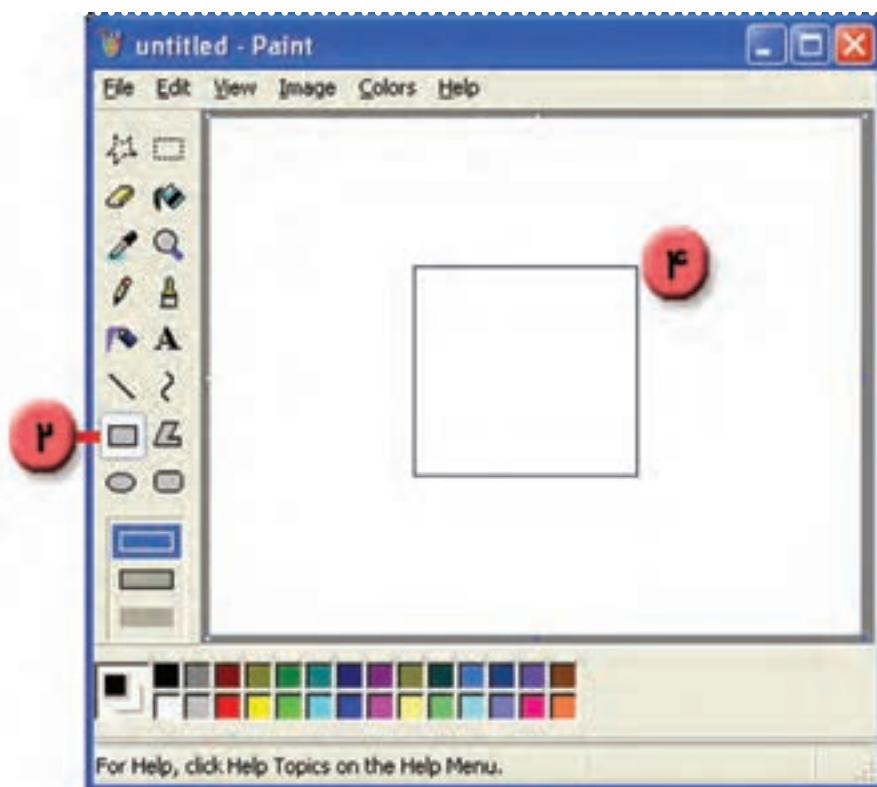 untitled - Paint
File Edit View Image Colors Help
۴
A
۲
For Help, click Help Topics on the Help Menu.